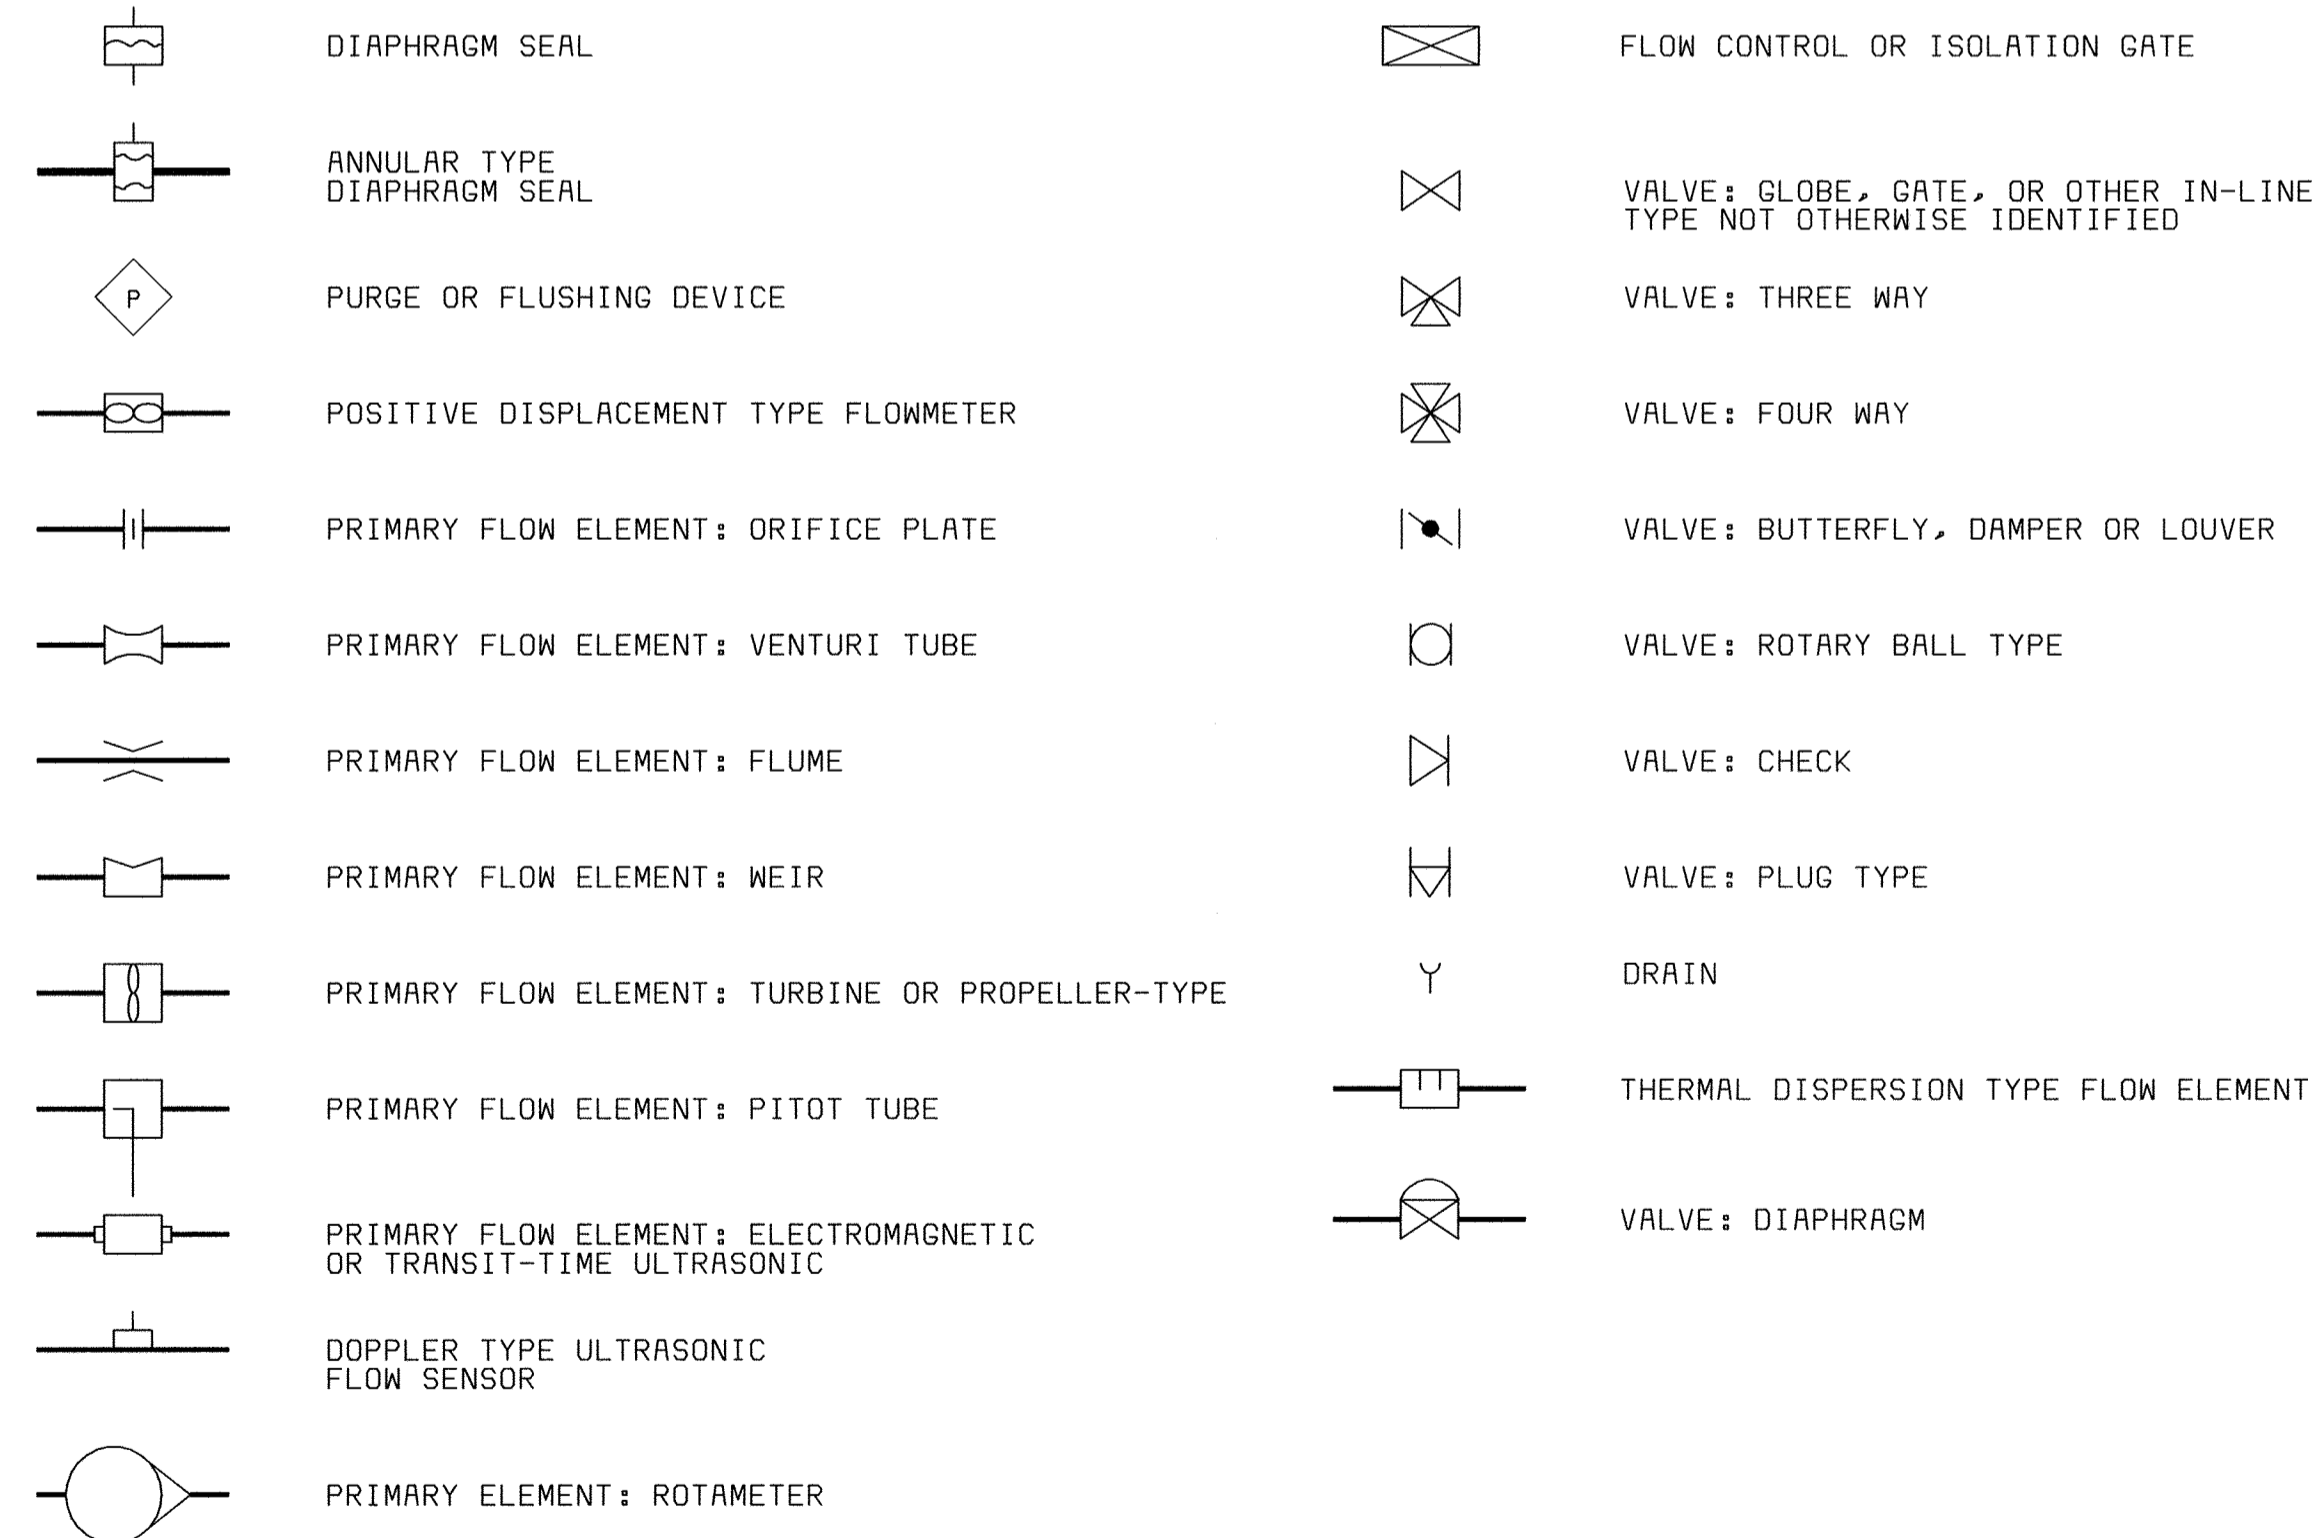 DIAPHRAGM SEAL
ANNULAR TYPE
DIAPHRAGM SEAL
P
PURGE OR FLUSHING DEVICE
POSITIVE DISPLACEMENT TYPE FLOWMETER
PRIMARY FLOW ELEMENT: ORIFICE PLATE
PRIMARY FLOW ELEMENT: VENTURI TUBE
PRIMARY FLOW ELEMENT: FLUME
PRIMARY FLOW ELEMENT: WEIR
PRIMARY FLOW ELEMENT: TURBINE OR PROPELLER-TYPE
PRIMARY FLOW ELEMENT: PITOT TUBE
PRIMARY FLOW ELEMENT: ELECTROMAGNETIC
OR TRANSIT-TIME ULTRASONIC
DOPPLER TYPE ULTRASONIC
FLOW SENSOR
PRIMARY ELEMENT: ROTAMETER
FLOW CONTROL OR ISOLATION GATE
VALVE: GLOBE, GATE, OR OTHER IN-LINE
TYPE NOT OTHERWISE IDENTIFIED
VALVE: THREE WAY
VALVE: FOUR WAY
VALVE: BUTTERFLY, DAMPER OR LOUVER
VALVE: ROTARY BALL TYPE
VALVE: CHECK
VALVE: PLUG TYPE
DRAIN
THERMAL DISPERSION TYPE FLOW ELEMENT
VALVE: DIAPHRAGM